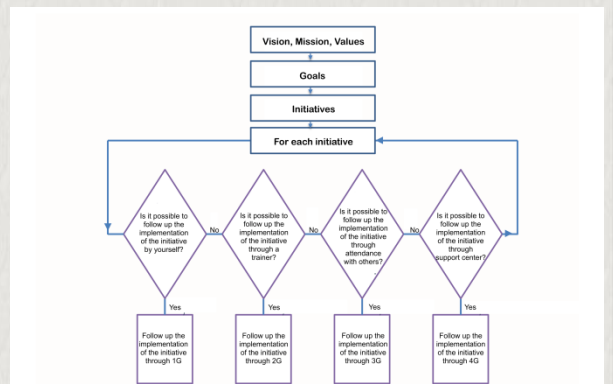 Vision, Mission, Values
Goals
Initiatives
For each initiative
Is it possible to
follow up the
implementation
of the initiative
by yourself?
No
Is it possible to
follow up the
implementation
of the initiative
through a
trainer?
No
Is it possible to
follow up the
implementation
of the initiative
through
attendance
with others?
No
Is it possible to
follow up the
implementation
of the initiative
through
support center?
Yes
Yes
Yes
Yes
Follow up the
implementation
of the initiative
through 1G
Follow up the
implementation
of the initiative
through 2G
Follow up the
implementation
of the initiative
through 3G
Follow up the
implementation
of the initiative
through 4G